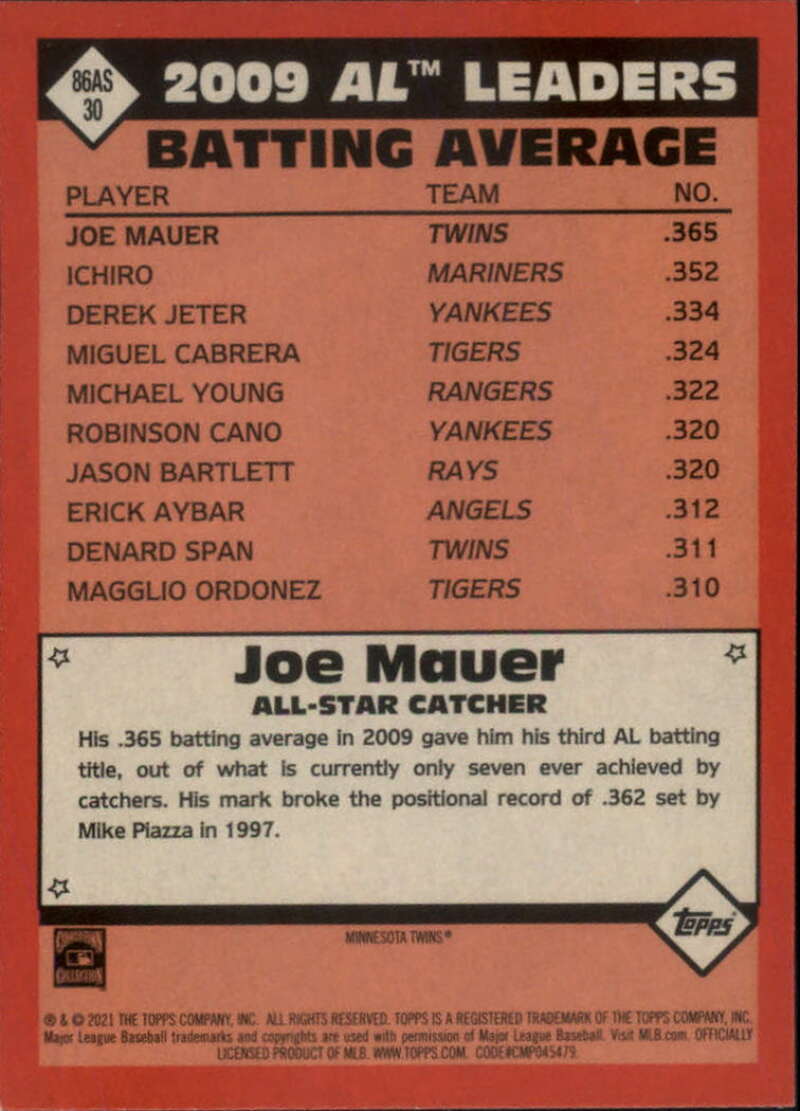 86AS
30
2009 AL™ LEADERS
BATTING AVERAGE
PLAYER TEAM NO.
JOE MAUER TWINS .365
ICHIRO MARINERS .352
DEREK JETER YANKEES .334
MIGUEL CABRERA TIGERS .324
MICHAEL YOUNG RANGERS .322
ROBINSON CANO YANKEES .320
JASON BARTLETT RAYS .320
ERICK AYBAR ANGELS .312
DENARD SPAN TWINS .311
MAGGLIO ORDONEZ TIGERS .310
Joe Mauer
ALL-STAR CATCHER
His .365 batting average in 2009 gave him his third AL batting
title, out of what is currently only seven ever achieved by
catchers. His mark broke the positional record of .362 set by
Mike Piazza in 1997.
topps
MINNESOTA TWINS®
COOPERSTOWN
COLLECTION
® & © 2021 THE TOPPS COMPANY, INC. ALL RIGHTS RESERVED. TOPPS IS A REGISTERED TRADEMARK OF THE TOPPS COMPANY, INC.
Major League Baseball trademarks and copyrights are used with permission of Major League Baseball. Visit MLB.com. OFFICIALLY
LICENSED PRODUCT OF MLB. WWW.TOPPS.COM. CODE#CMP045479